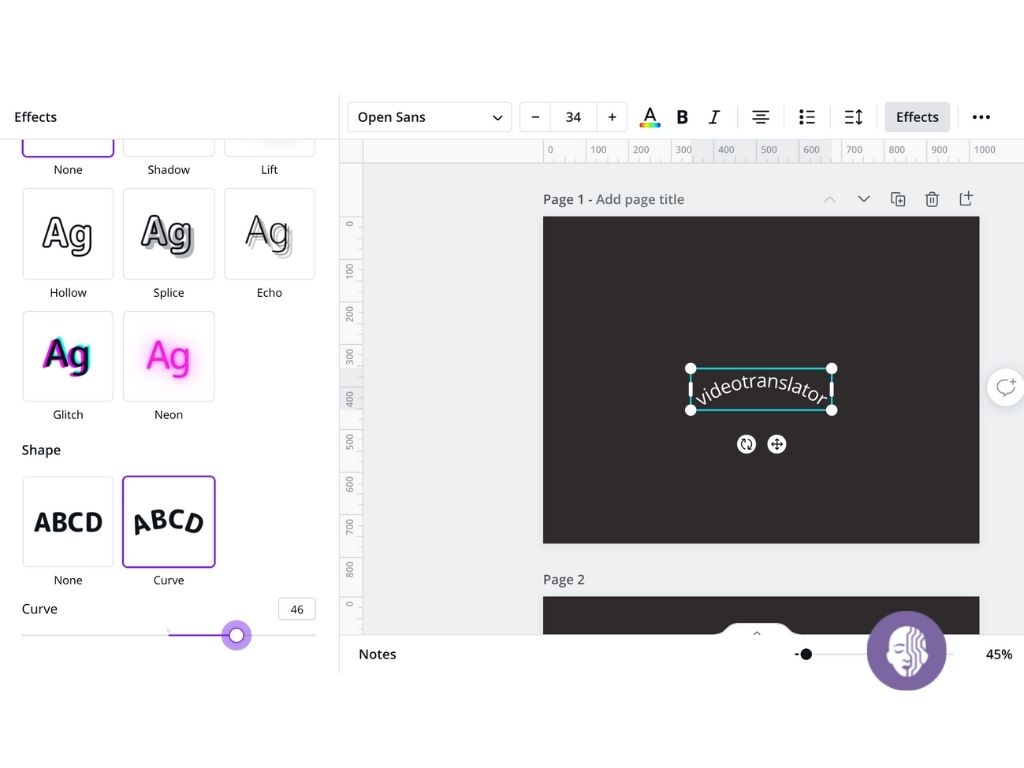 Effects
Open Sans
− 34 +
A B I
Effects
None Shadow Lift
Ag Ag Ag
Hollow Splice Echo
Ag Ag
Glitch Neon
Shape
ABCD ABCD
None Curve
Curve 46
0 100 200 300 400 500 600 700 800 900 1000
0
100
200
300
400
500
600
700
800
0
Page 1 - Add page title
videotranslator
Page 2
Notes
45%